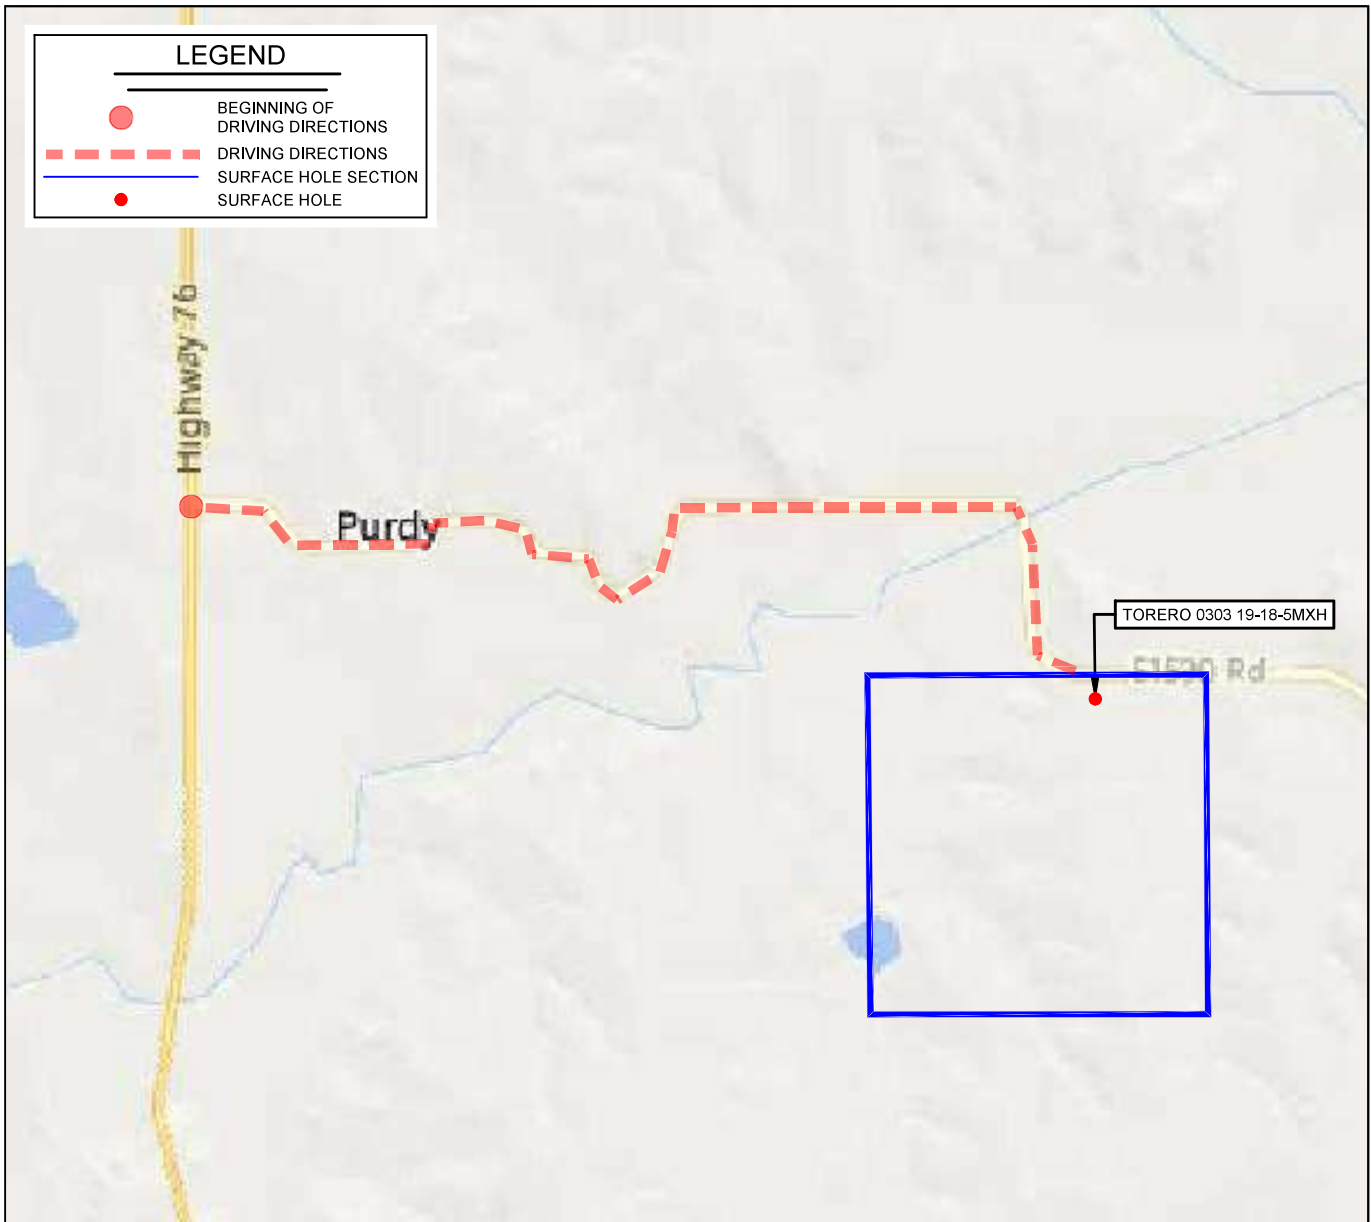 LEGEND
BEGINNING OF
DRIVING DIRECTIONS
DRIVING DIRECTIONS
SURFACE HOLE SECTION
SURFACE HOLE
Highway 76
Purdy
TORERO 0303 19-18-5MXH
Rd